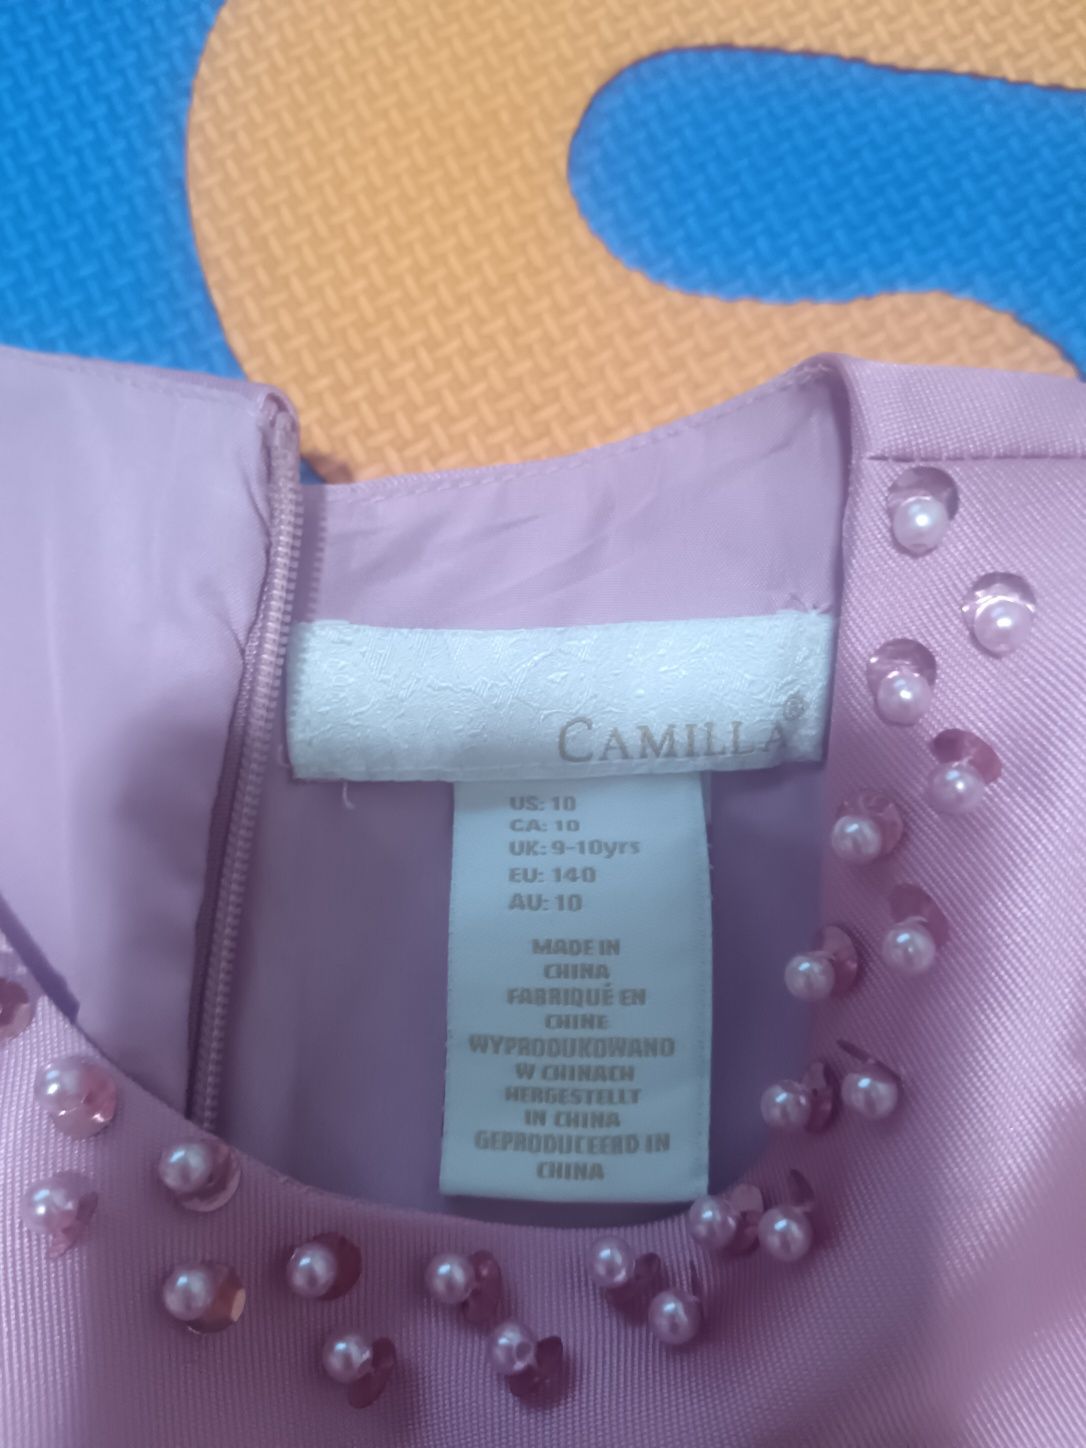 CAMILLA®
US: 10
CA: 10
UK: 9-10yrs
EU: 140
AU: 10
MADE IN
CHINA
FABRIQUÉ EN
CHINE
WYPRODUKOWANO
W CHINACH
HERGESTELLT
IN CHINA
GEPRODUCEERD IN
CHINA